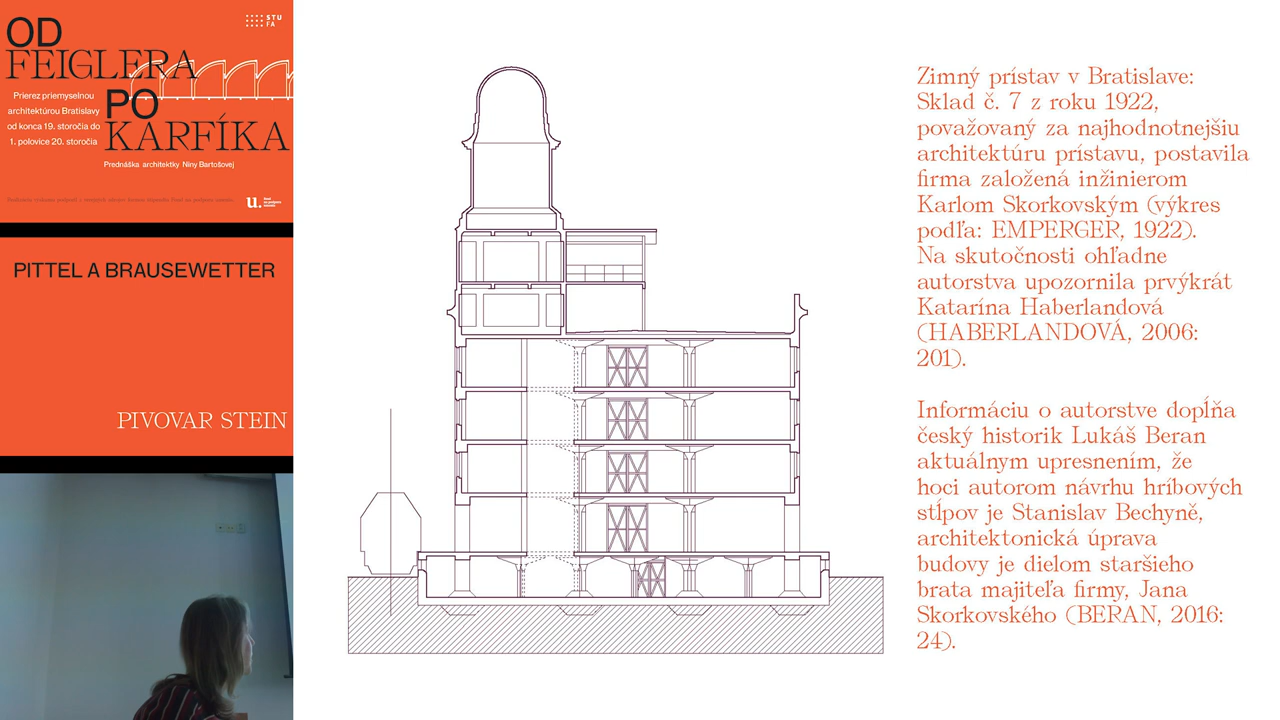 OD
FEIGLERA
STU
FA
Prierez priemyselnou
architektúrou Bratislavy
od konca 19. storočia do
1. polovice 20. storočia
PO
KARFÍKA
Prednáška architektky Niny Bartošovej
u.
PITTEL A BRAUSEWETTER
PIVOVAR STEIN
Zimný prístav v Bratislave:
Sklad č. 7 z roku 1922,
považovaný za najhodnotnejšiu
architektúru prístavu, postavila
firma založená inžinierom
Karlom Skorkovským (výkres
podľa: EMPERGER, 1922).
Na skutočnosti ohľadne
autorstva upozornila prvýkrát
Katarína Haberlandová
(HABERLANDOVÁ, 2006:
201).
Informáciu o autorstve dopĺňa
český historik Lukáš Beran
aktuálnym upresnením, že
hoci autorom návrhu hríbových
stĺpov je Stanislav Bechyně,
architektonická úprava
budovy je dielom staršieho
brata majiteľa firmy, Jana
Skorkovského (BERAN, 2016:
24).